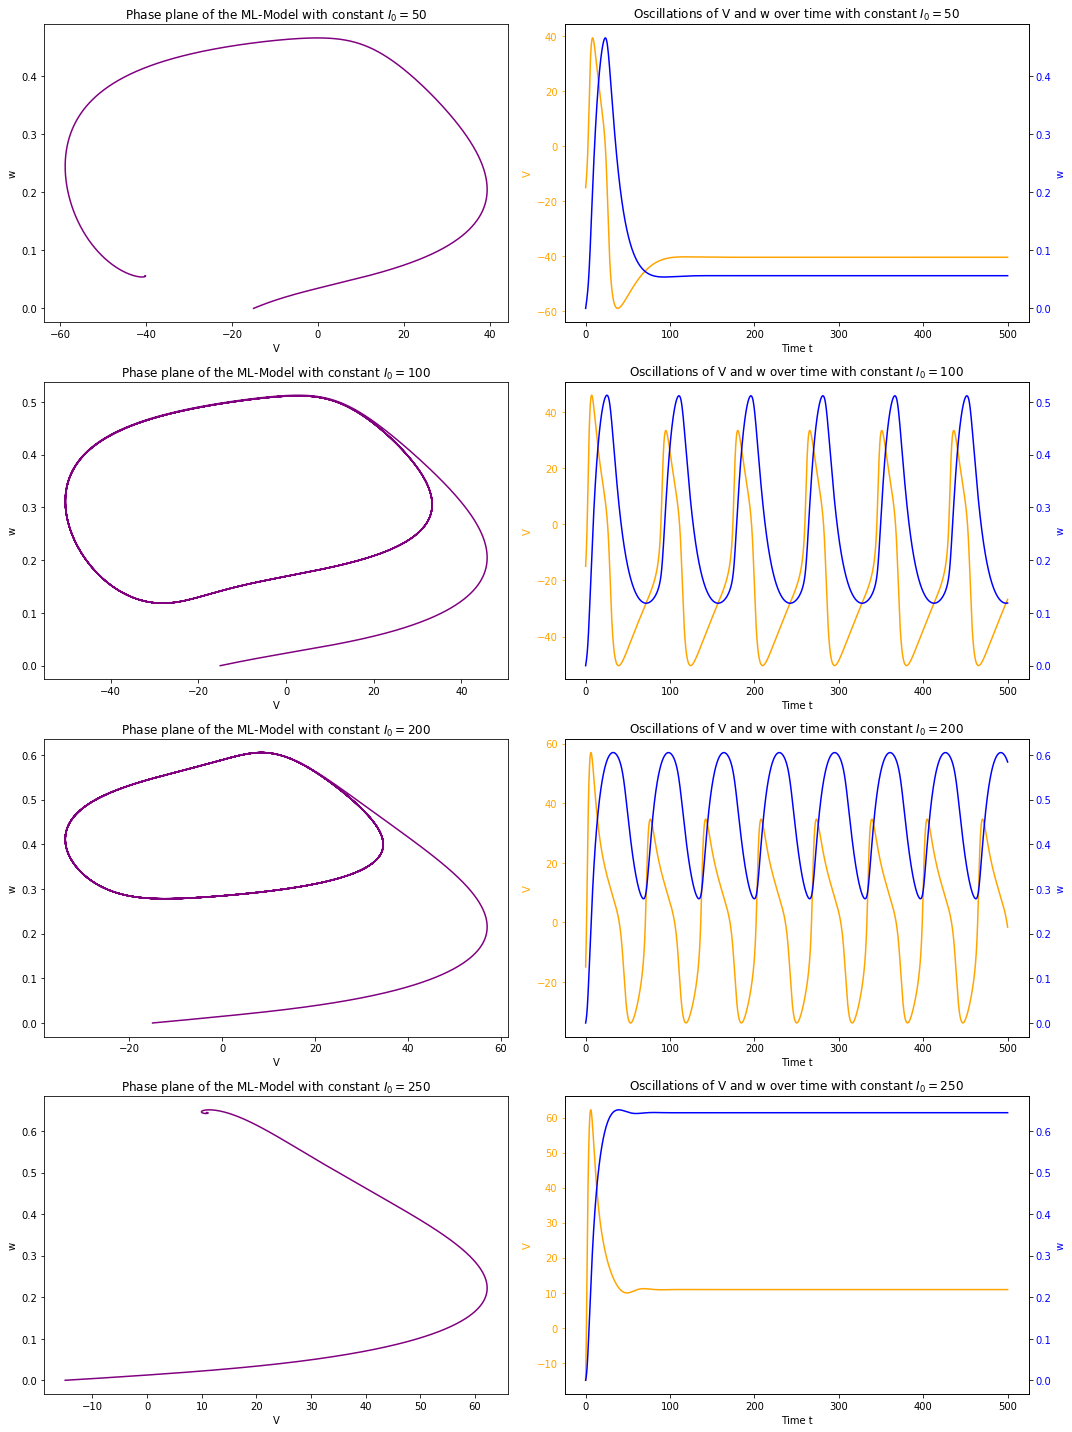 Phase plane of the ML-Model with constant I₀ = 50
0.4
0.3
0.2
0.1
0.0
w
−60 −40 −20 0 20 40
V
Oscillations of V and w over time with constant I₀ = 50
40
20
0
−20
−40
−60
V
0.4
0.3
0.2
0.1
0.0
w
0 100 200 300 400 500
Time t
Phase plane of the ML-Model with constant I₀ = 100
0.5
0.4
0.3
0.2
0.1
0.0
w
−40 −20 0 20 40
V
Oscillations of V and w over time with constant I₀ = 100
40
20
0
−20
−40
V
0.5
0.4
0.3
0.2
0.1
0.0
w
0 100 200 300 400 500
Time t
Phase plane of the ML-Model with constant I₀ = 200
0.6
0.5
0.4
0.3
0.2
0.1
0.0
w
−20 0 20 40 60
V
Oscillations of V and w over time with constant I₀ = 200
60
40
20
0
−20
V
0.6
0.5
0.4
0.3
0.2
0.1
0.0
w
0 100 200 300 400 500
Time t
Phase plane of the ML-Model with constant I₀ = 250
0.6
0.5
0.4
0.3
0.2
0.1
0.0
w
−10 0 10 20 30 40 50 60
V
Oscillations of V and w over time with constant I₀ = 250
60
50
40
30
20
10
0
−10
V
0.6
0.5
0.4
0.3
0.2
0.1
0.0
w
0 100 200 300 400 500
Time t